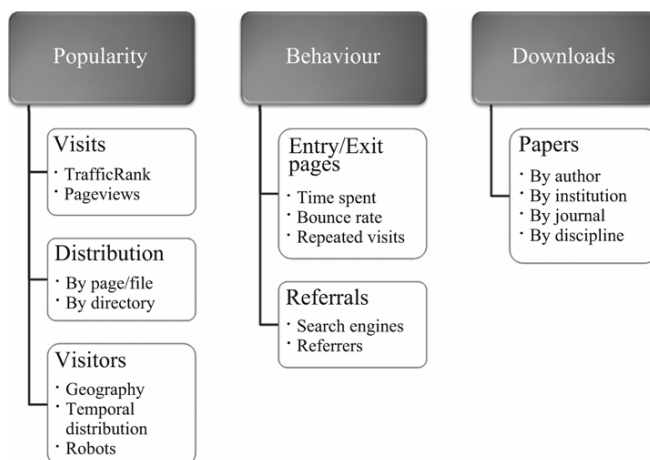 Popularity
Visits
· TrafficRank
· Pageviews
Distribution
· By page/file
· By directory
Visitors
· Geography
· Temporal
distribution
· Robots
Behaviour
Entry/Exit
pages
· Time spent
· Bounce rate
· Repeated visits
Referrals
· Search engines
· Referrers
Downloads
Papers
· By author
· By institution
· By journal
· By discipline